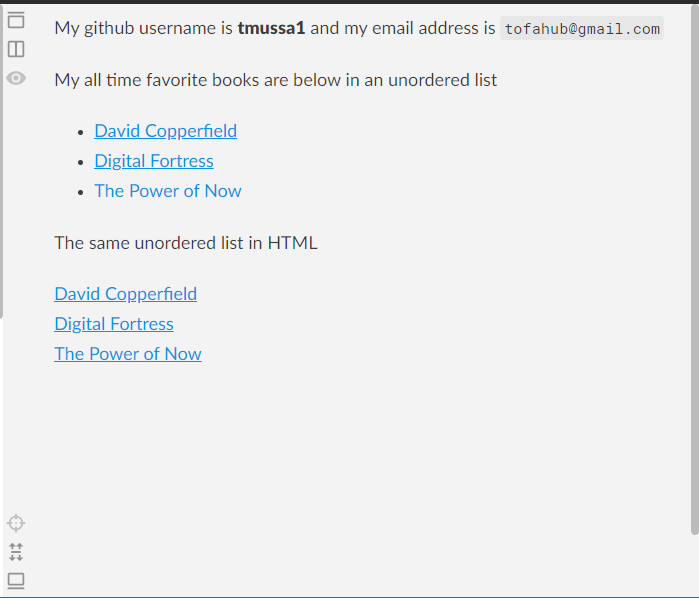 My github username is tmussa1 and my email address is tofahub@gmail.com
My all time favorite books are below in an unordered list
• David Copperfield
• Digital Fortress
• The Power of Now
The same unordered list in HTML
David Copperfield
Digital Fortress
The Power of Now